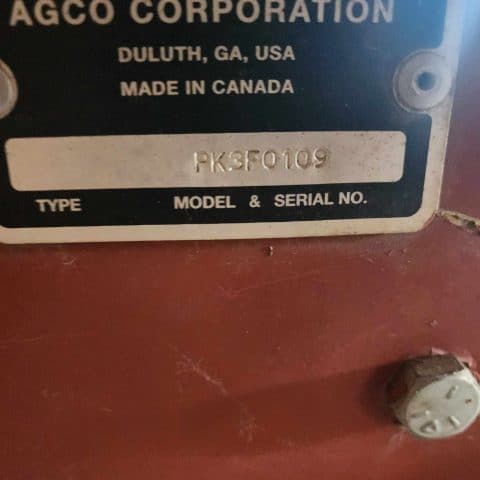 AGCO CORPORATION
DULUTH, GA, USA
MADE IN CANADA
PK3F0109
TYPE MODEL & SERIAL NO.